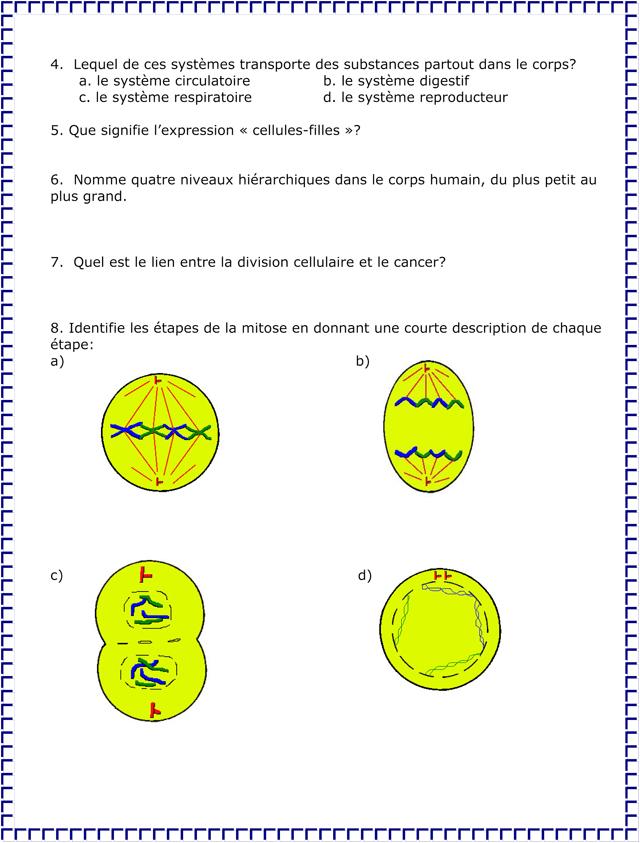 4. Lequel de ces systèmes transporte des substances partout dans le corps?
a. le système circulatoire b. le système digestif
c. le système respiratoire d. le système reproducteur
5. Que signifie l’expression « cellules-filles »?
6. Nomme quatre niveaux hiérarchiques dans le corps humain, du plus petit au
plus grand.
7. Quel est le lien entre la division cellulaire et le cancer?
8. Identifie les étapes de la mitose en donnant une courte description de chaque
étape:
a) b)
c) d)